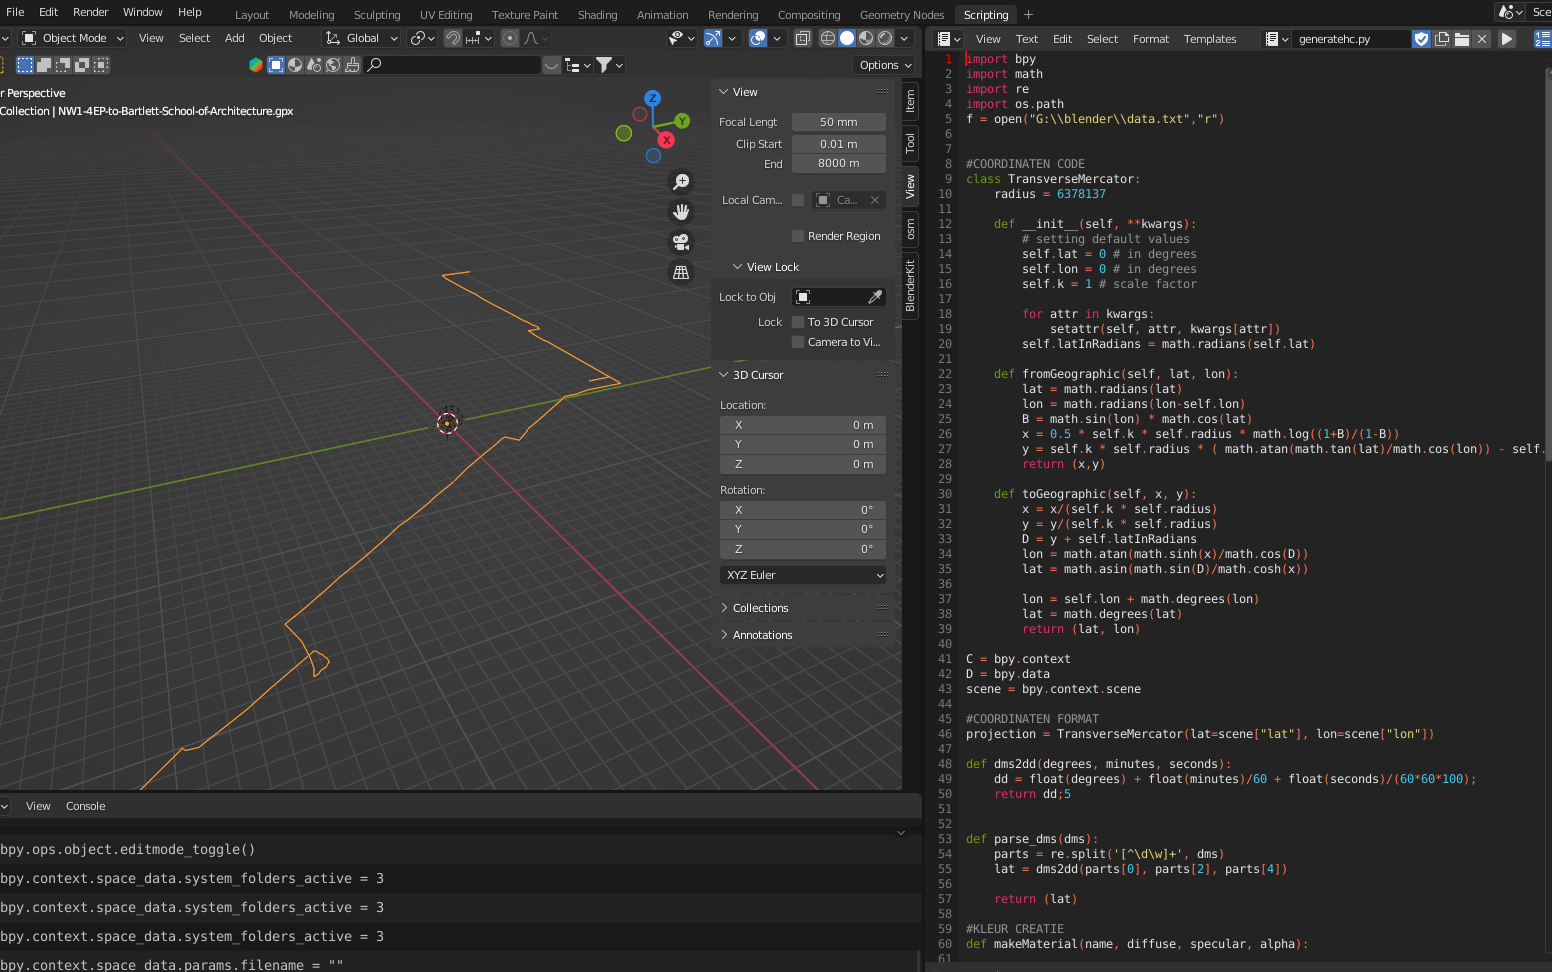 File Edit Render Window Help
Layout Modeling Sculpting UV Editing Texture Paint Shading Animation Rendering Compositing Geometry Nodes Scripting +
Sce
Object Mode View Select Add Object Global
Options
r Perspective
Collection | NW1-4EP-to-Bartlett-School-of-Architecture.gpx
Z
Y
X
View
Focal Lengt 50 mm
Clip Start 0.01 m
End 8000 m
Local Cam... Ca...
Render Region
View Lock
Lock to Obj
Lock To 3D Cursor
Camera to Vi...
3D Cursor
Location:
X 0 m
Y 0 m
Z 0 m
Rotation:
X 0°
Y 0°
Z 0°
XYZ Euler
Collections
Annotations
Item
Tool
View
osm
BlenderKit
View Console
bpy.ops.object.editmode_toggle()
bpy.context.space_data.system_folders_active = 3
bpy.context.space_data.system_folders_active = 3
bpy.context.space_data.system_folders_active = 3
bpy.context.space_data.params.filename = ""
View Text Edit Select Format Templates generatehc.py
1 import bpy
2 import math
3 import re
4 import os.path
5 f = open("G:\\blender\\data.txt","r")
6
7
8 #COORDINATEN CODE
9 class TransverseMercator:
10 radius = 6378137
11
12 def __init__(self, **kwargs):
13 # setting default values
14 self.lat = 0 # in degrees
15 self.lon = 0 # in degrees
16 self.k = 1 # scale factor
17
18 for attr in kwargs:
19 setattr(self, attr, kwargs[attr])
20 self.latInRadians = math.radians(self.lat)
21
22 def fromGeographic(self, lat, lon):
23 lat = math.radians(lat)
24 lon = math.radians(lon-self.lon)
25 B = math.sin(lon) * math.cos(lat)
26 x = 0.5 * self.k * self.radius * math.log((1+B)/(1-B))
27 y = self.k * self.radius * ( math.atan(math.tan(lat)/math.cos(lon)) - self.
28 return (x,y)
29
30 def toGeographic(self, x, y):
31 x = x/(self.k * self.radius)
32 y = y/(self.k * self.radius)
33 D = y + self.latInRadians
34 lon = math.atan(math.sinh(x)/math.cos(D))
35 lat = math.asin(math.sin(D)/math.cosh(x))
36
37 lon = self.lon + math.degrees(lon)
38 lat = math.degrees(lat)
39 return (lat, lon)
40
41 C = bpy.context
42 D = bpy.data
43 scene = bpy.context.scene
44
45 #COORDINATEN FORMAT
46 projection = TransverseMercator(lat=scene["lat"], lon=scene["lon"])
47
48 def dms2dd(degrees, minutes, seconds):
49 dd = float(degrees) + float(minutes)/60 + float(seconds)/(60*60*100);
50 return dd;5
51
52
53 def parse_dms(dms):
54 parts = re.split('[^\d\w]+', dms)
55 lat = dms2dd(parts[0], parts[2], parts[4])
56
57 return (lat)
58
59 #KLEUR CREATIE
60 def makeMaterial(name, diffuse, specular, alpha):
61